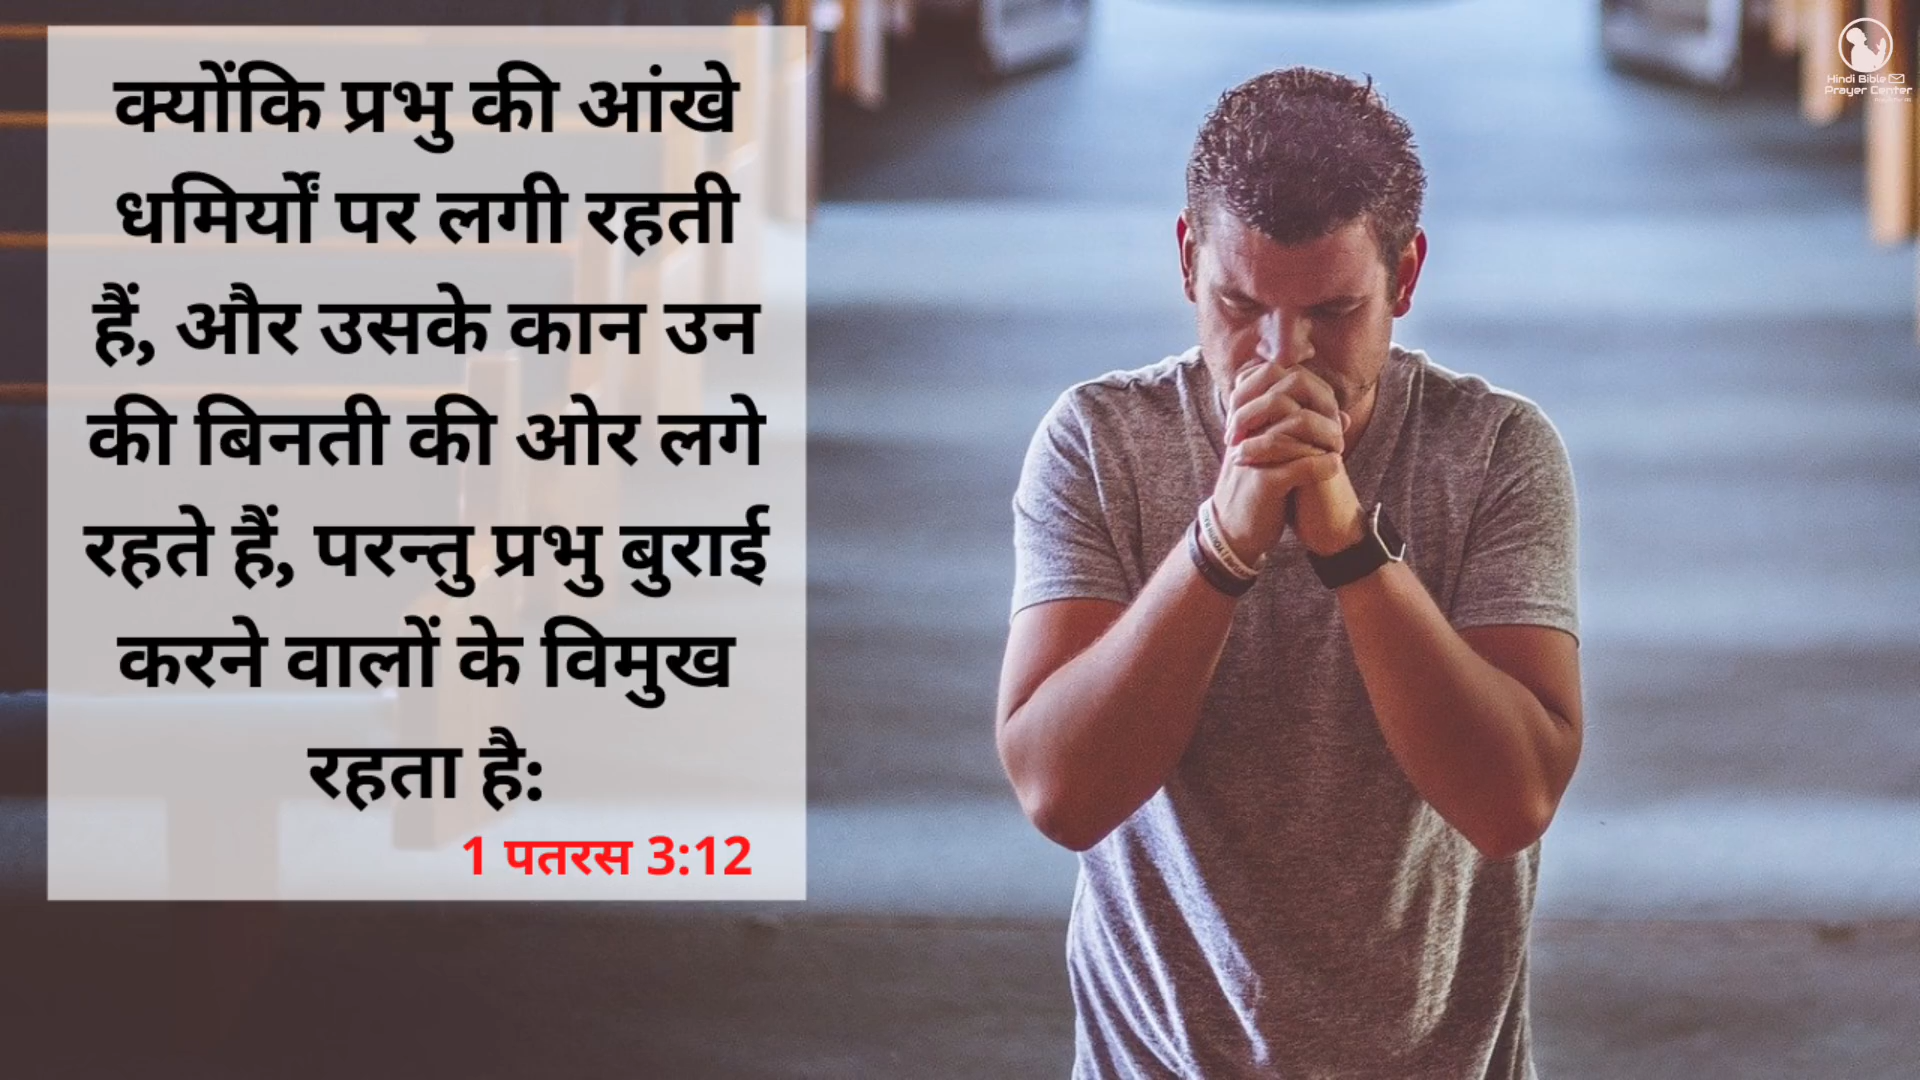 क्योंकि प्रभु की आंखे
धमिर्यों पर लगी रहती
हैं, और उसके कान उन
की बिनती की ओर लगे
रहते हैं, परन्तु प्रभु बुराई
करने वालों के विमुख
रहता है:
1 पतरस 3:12
Hindi Bible
Prayer Center